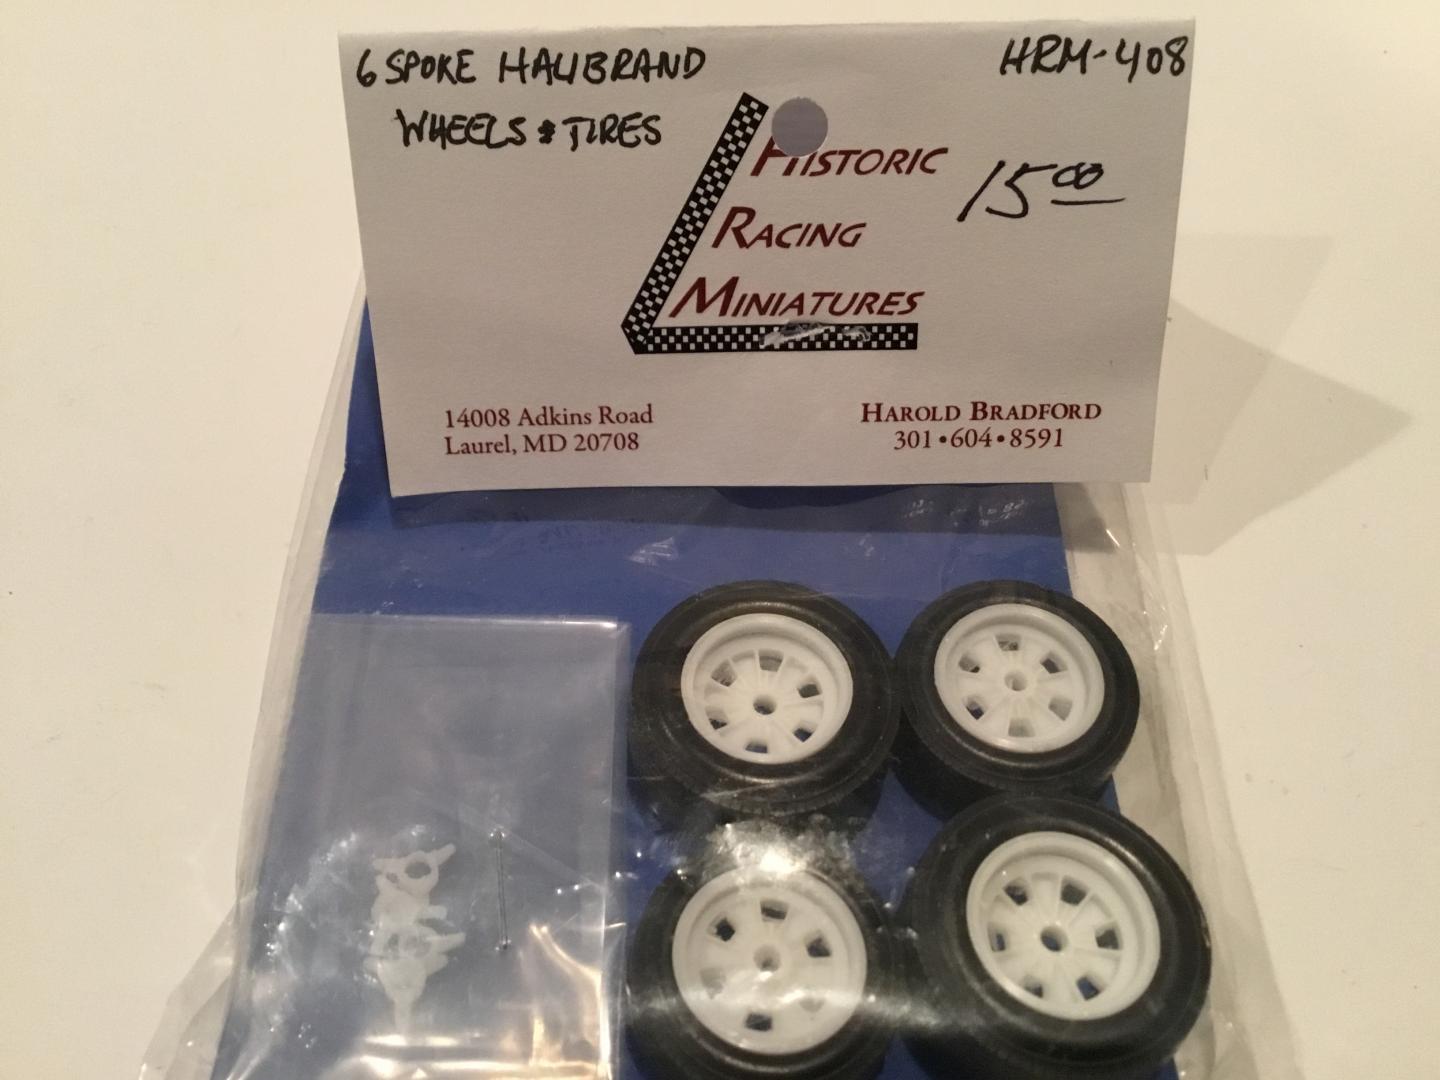 6 SPOKE HALIBRAND
WHEELS & TIRES
HRM-408
15.00
HISTORIC
RACING
MINIATURES
14008 Adkins Road
Laurel, MD 20708
HAROLD BRADFORD
301•604•8591